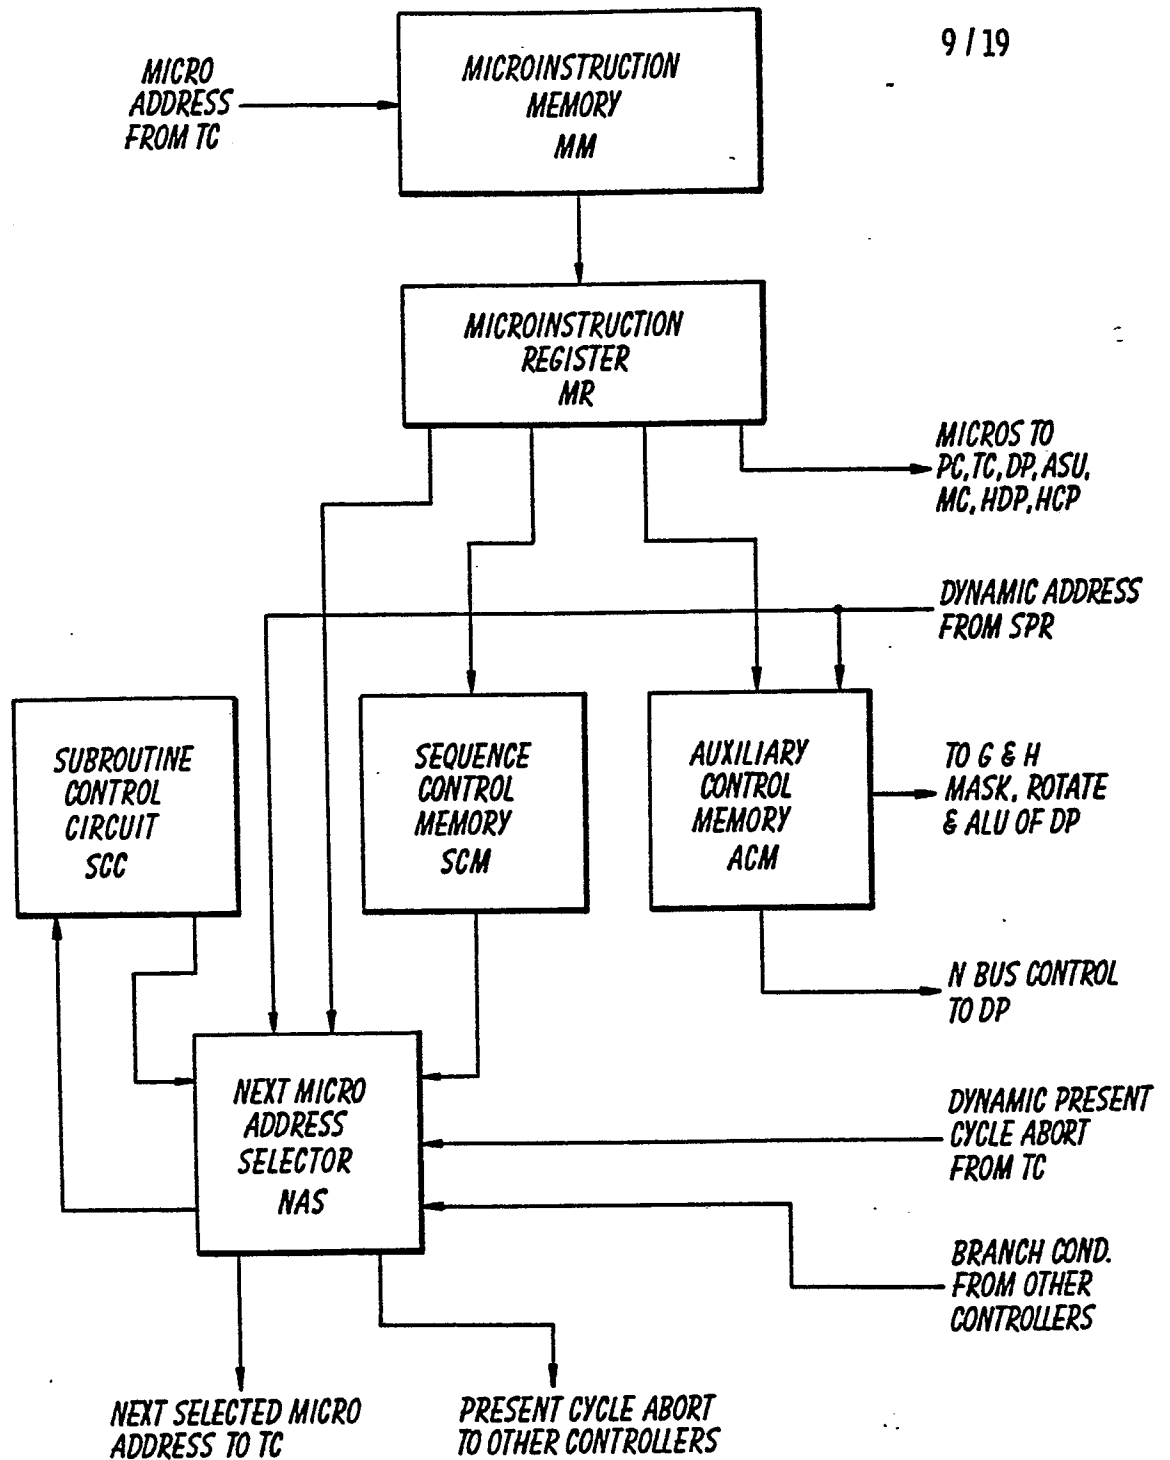 9/19
MICRO
ADDRESS
FROM TC
MICROINSTRUCTION
MEMORY
MM
MICROINSTRUCTION
REGISTER
MR
MICROS TO
PC, TC, DP, ASU,
MC, HDP, HCP
DYNAMIC ADDRESS
FROM SPR
SUBROUTINE
CONTROL
CIRCUIT
SCC
SEQUENCE
CONTROL
MEMORY
SCM
AUXILIARY
CONTROL
MEMORY
ACM
TO G & H
MASK, ROTATE
& ALU OF DP
N BUS CONTROL
TO DP
NEXT MICRO
ADDRESS
SELECTOR
NAS
DYNAMIC PRESENT
CYCLE ABORT
FROM TC
BRANCH COND.
FROM OTHER
CONTROLLERS
NEXT SELECTED MICRO
ADDRESS TO TC
PRESENT CYCLE ABORT
TO OTHER CONTROLLERS